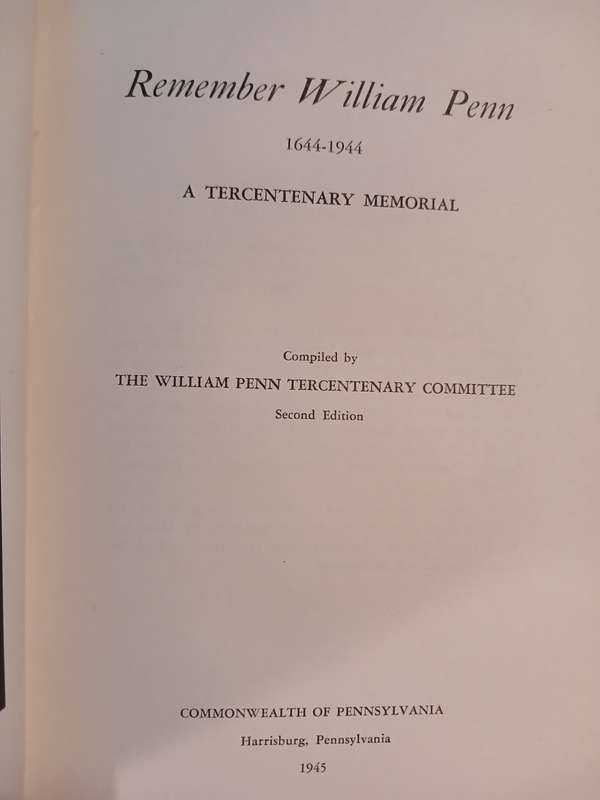 Remember William Penn
1644-1944
A TERCENTENARY MEMORIAL
Compiled by
THE WILLIAM PENN TERCENTENARY COMMITTEE
Second Edition
COMMONWEALTH OF PENNSYLVANIA
Harrisburg, Pennsylvania
1945